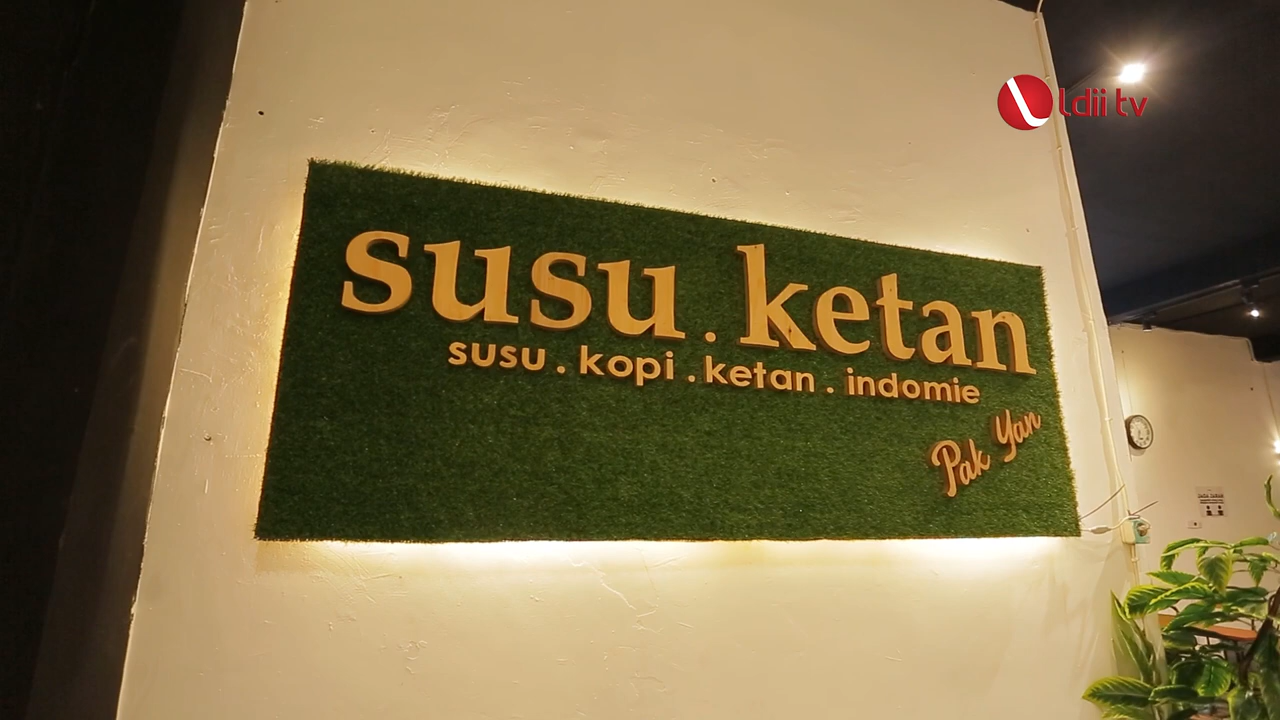 ldii tv
susu . ketan
susu . kopi . ketan . indomie
Pak Yan